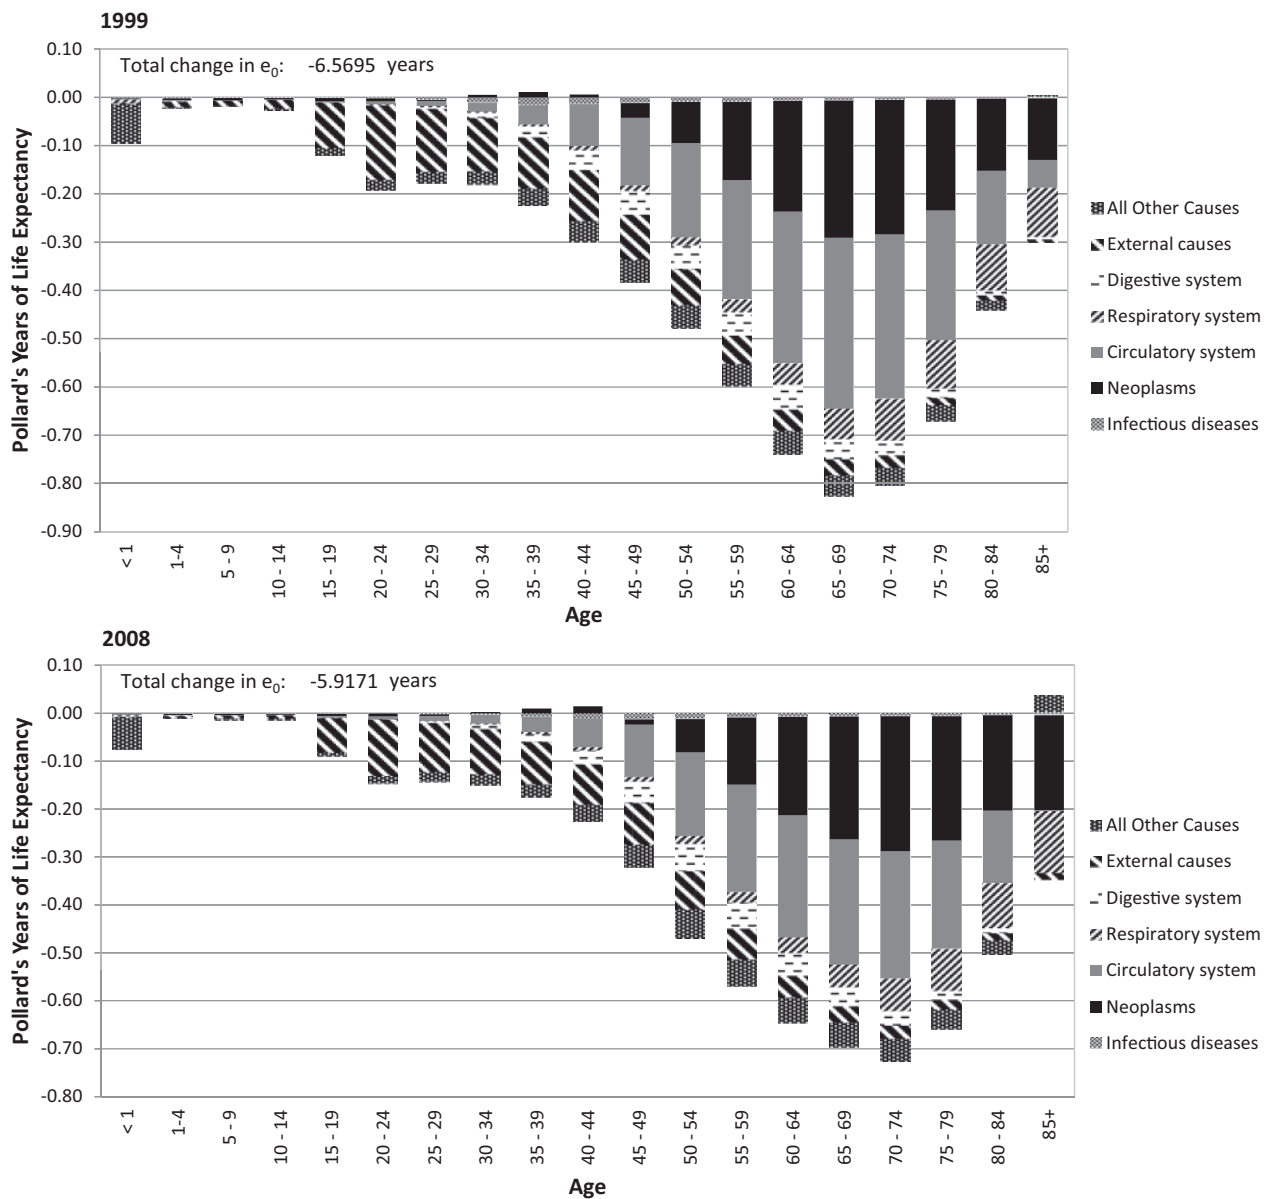 1999
Total change in e₀: -6.5695 years
0.10
0.00
-0.10
-0.20
-0.30
-0.40
-0.50
-0.60
-0.70
-0.80
-0.90
Pollard's Years of Life Expectancy
All Other Causes
External causes
Digestive system
Respiratory system
Circulatory system
Neoplasms
Infectious diseases
< 1
1-4
5 - 9
10 - 14
15 - 19
20 - 24
25 - 29
30 - 34
35 - 39
40 - 44
45 - 49
50 - 54
55 - 59
60 - 64
65 - 69
70 - 74
75 - 79
80 - 84
85+
Age
2008
Total change in e₀: -5.9171 years
0.10
0.00
-0.10
-0.20
-0.30
-0.40
-0.50
-0.60
-0.70
-0.80
Pollard's Years of Life Expectancy
All Other Causes
External causes
Digestive system
Respiratory system
Circulatory system
Neoplasms
Infectious diseases
< 1
1-4
5 - 9
10 - 14
15 - 19
20 - 24
25 - 29
30 - 34
35 - 39
40 - 44
45 - 49
50 - 54
55 - 59
60 - 64
65 - 69
70 - 74
75 - 79
80 - 84
85+
Age